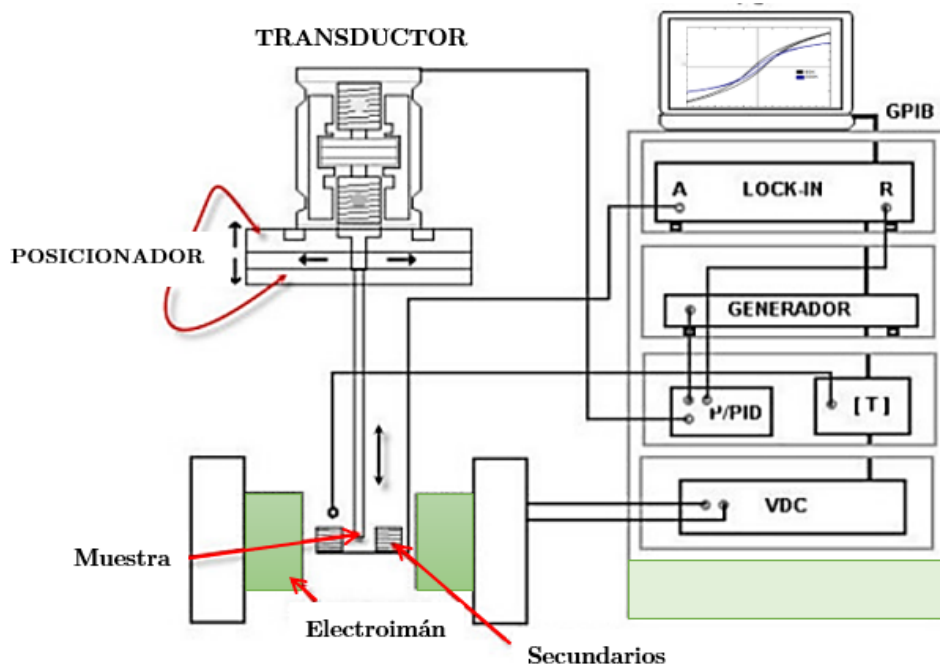 TRANSDUCTOR
GPIB
A LOCK-IN R
POSICIONADOR
GENERADOR
P/PID [T]
VDC
Muestra
Electroimán
Secundarios